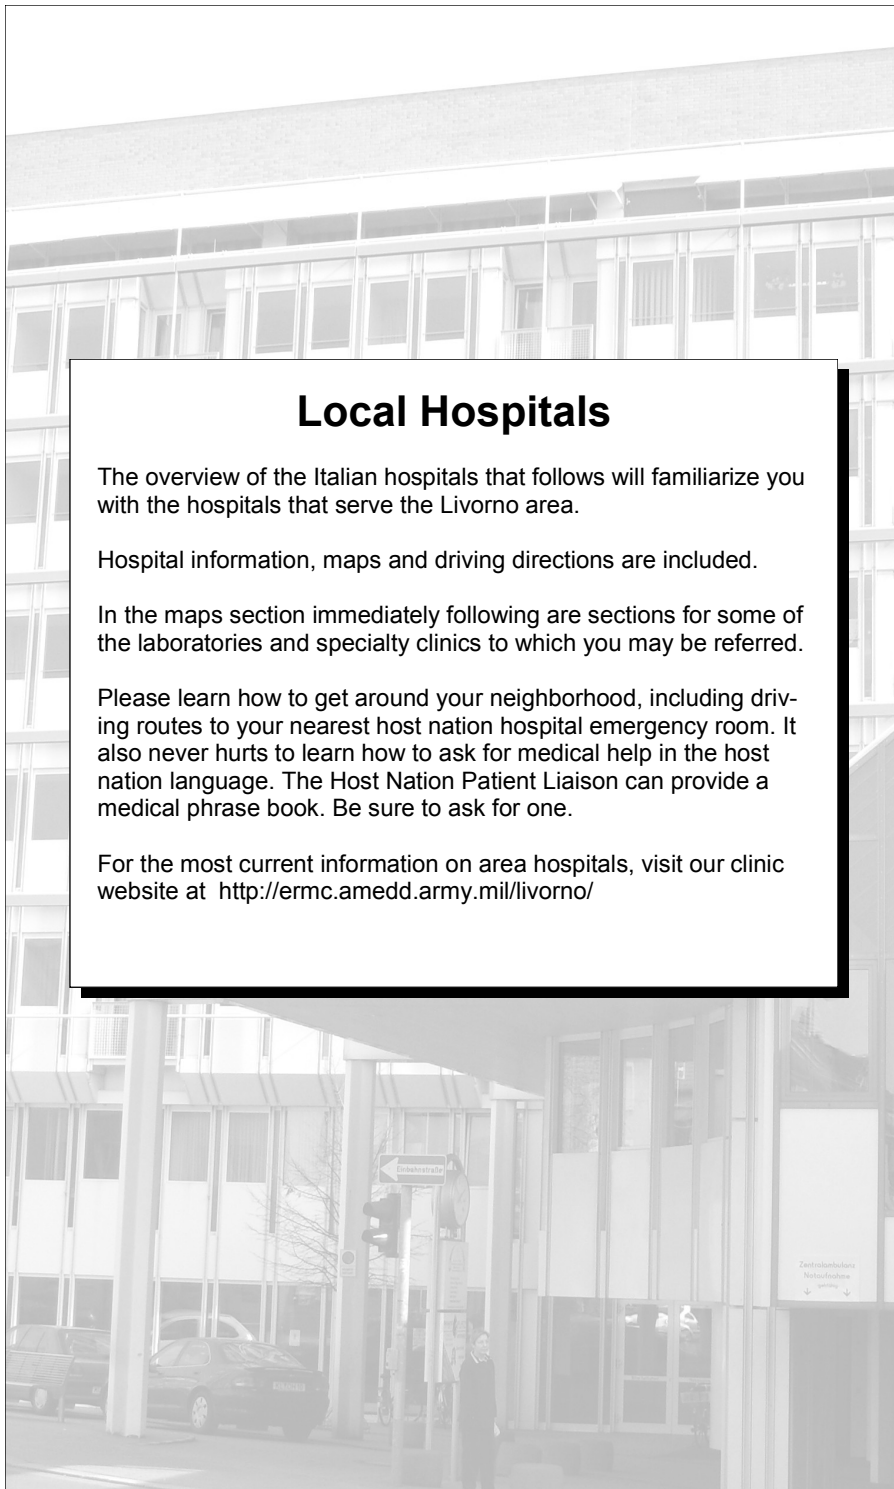 Local Hospitals
The overview of the Italian hospitals that follows will familiarize you
with the hospitals that serve the Livorno area.
Hospital information, maps and driving directions are included.
In the maps section immediately following are sections for some of
the laboratories and specialty clinics to which you may be referred.
Please learn how to get around your neighborhood, including driv-
ing routes to your nearest host nation hospital emergency room. It
also never hurts to learn how to ask for medical help in the host
nation language. The Host Nation Patient Liaison can provide a
medical phrase book. Be sure to ask for one.
For the most current information on area hospitals, visit our clinic
website at  http://ermc.amedd.army.mil/livorno/
Einbahnstraße
Zentralambulanz
Notaufnahme